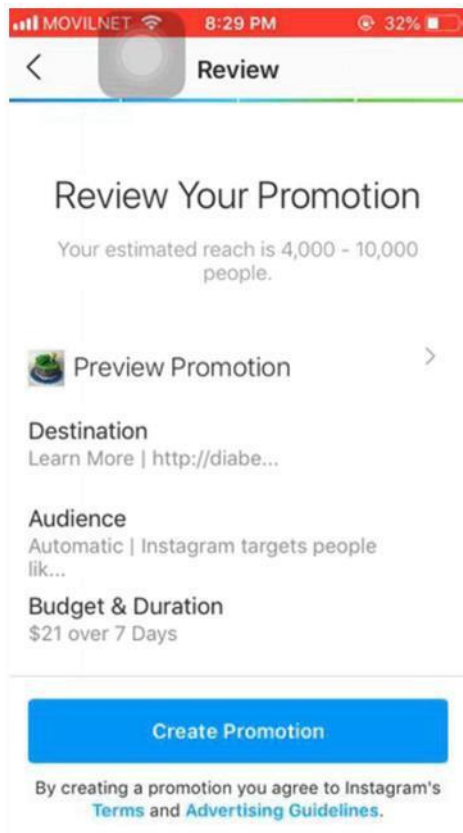 MOVILNET 8:29 PM 32%
Review
Review Your Promotion
Your estimated reach is 4,000 - 10,000
people.
Preview Promotion
Destination
Learn More | http://diabe...
Audience
Automatic | Instagram targets people
lik...
Budget & Duration
$21 over 7 Days
Create Promotion
By creating a promotion you agree to Instagram's
Terms and Advertising Guidelines.